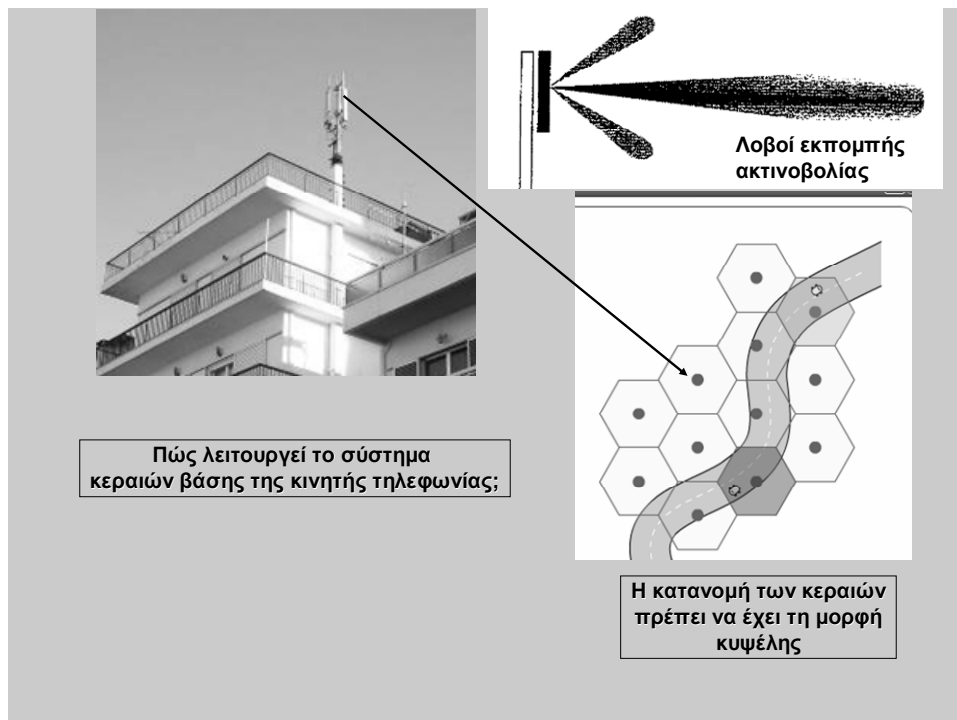 Λοβοί εκπομπής
ακτινοβολίας
Πώς λειτουργεί το σύστημα
κεραιών βάσης της κινητής τηλεφωνίας;
Η κατανομή των κεραιών
πρέπει να έχει τη μορφή
κυψέλης